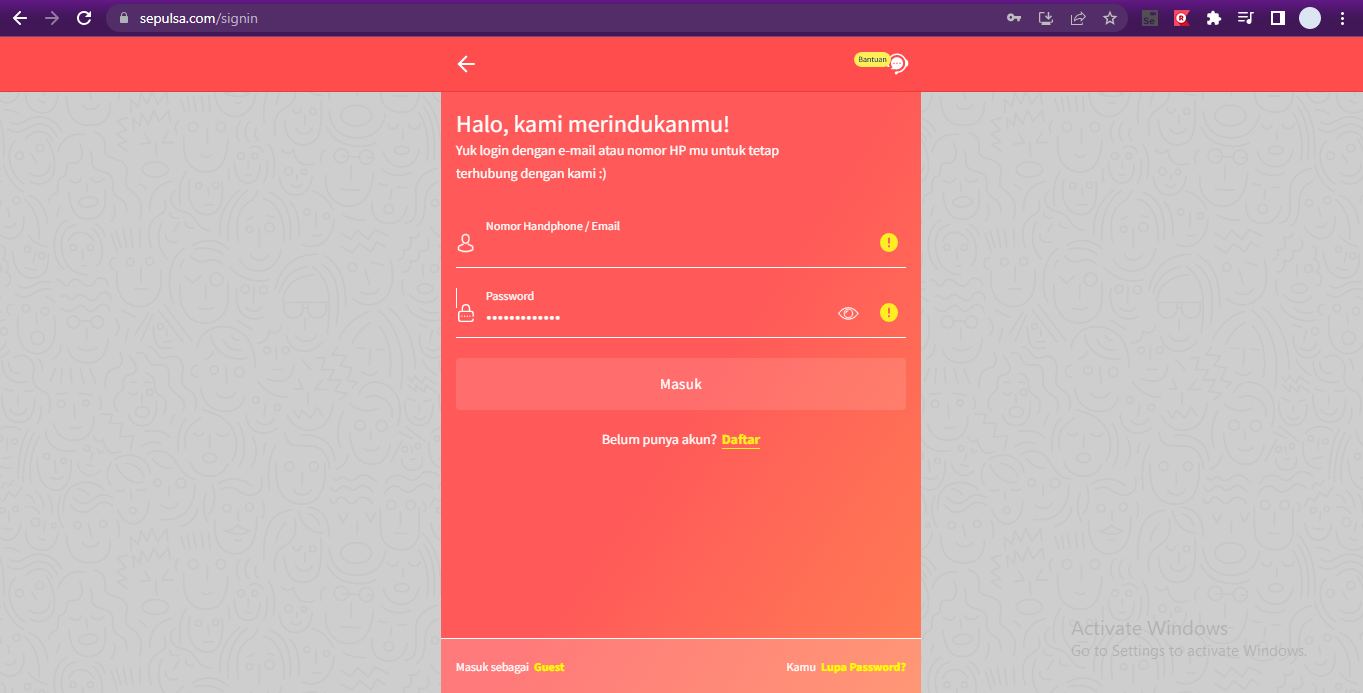 sepulsa.com/signin
Se
R
Bantuan
Halo, kami merindukanmu!
Yuk login dengan e-mail atau nomor HP mu untuk tetap
terhubung dengan kami :)
Nomor Handphone / Email
!
Password
•••••••••••••
!
Masuk
Belum punya akun? Daftar
Activate Windows
Go to Settings to activate Windows.
Masuk sebagai Guest
Kamu Lupa Password?